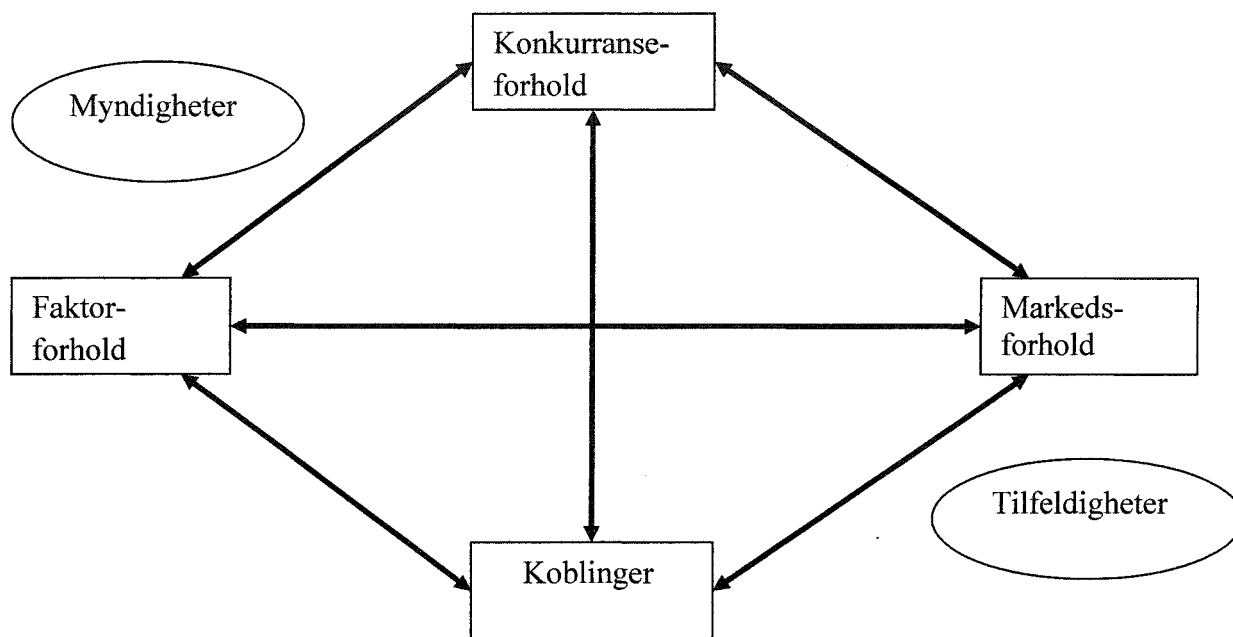 Konkurranse-
forhold
Myndigheter
Faktor-
forhold
Markeds-
forhold
Tilfeldigheter
Koblinger